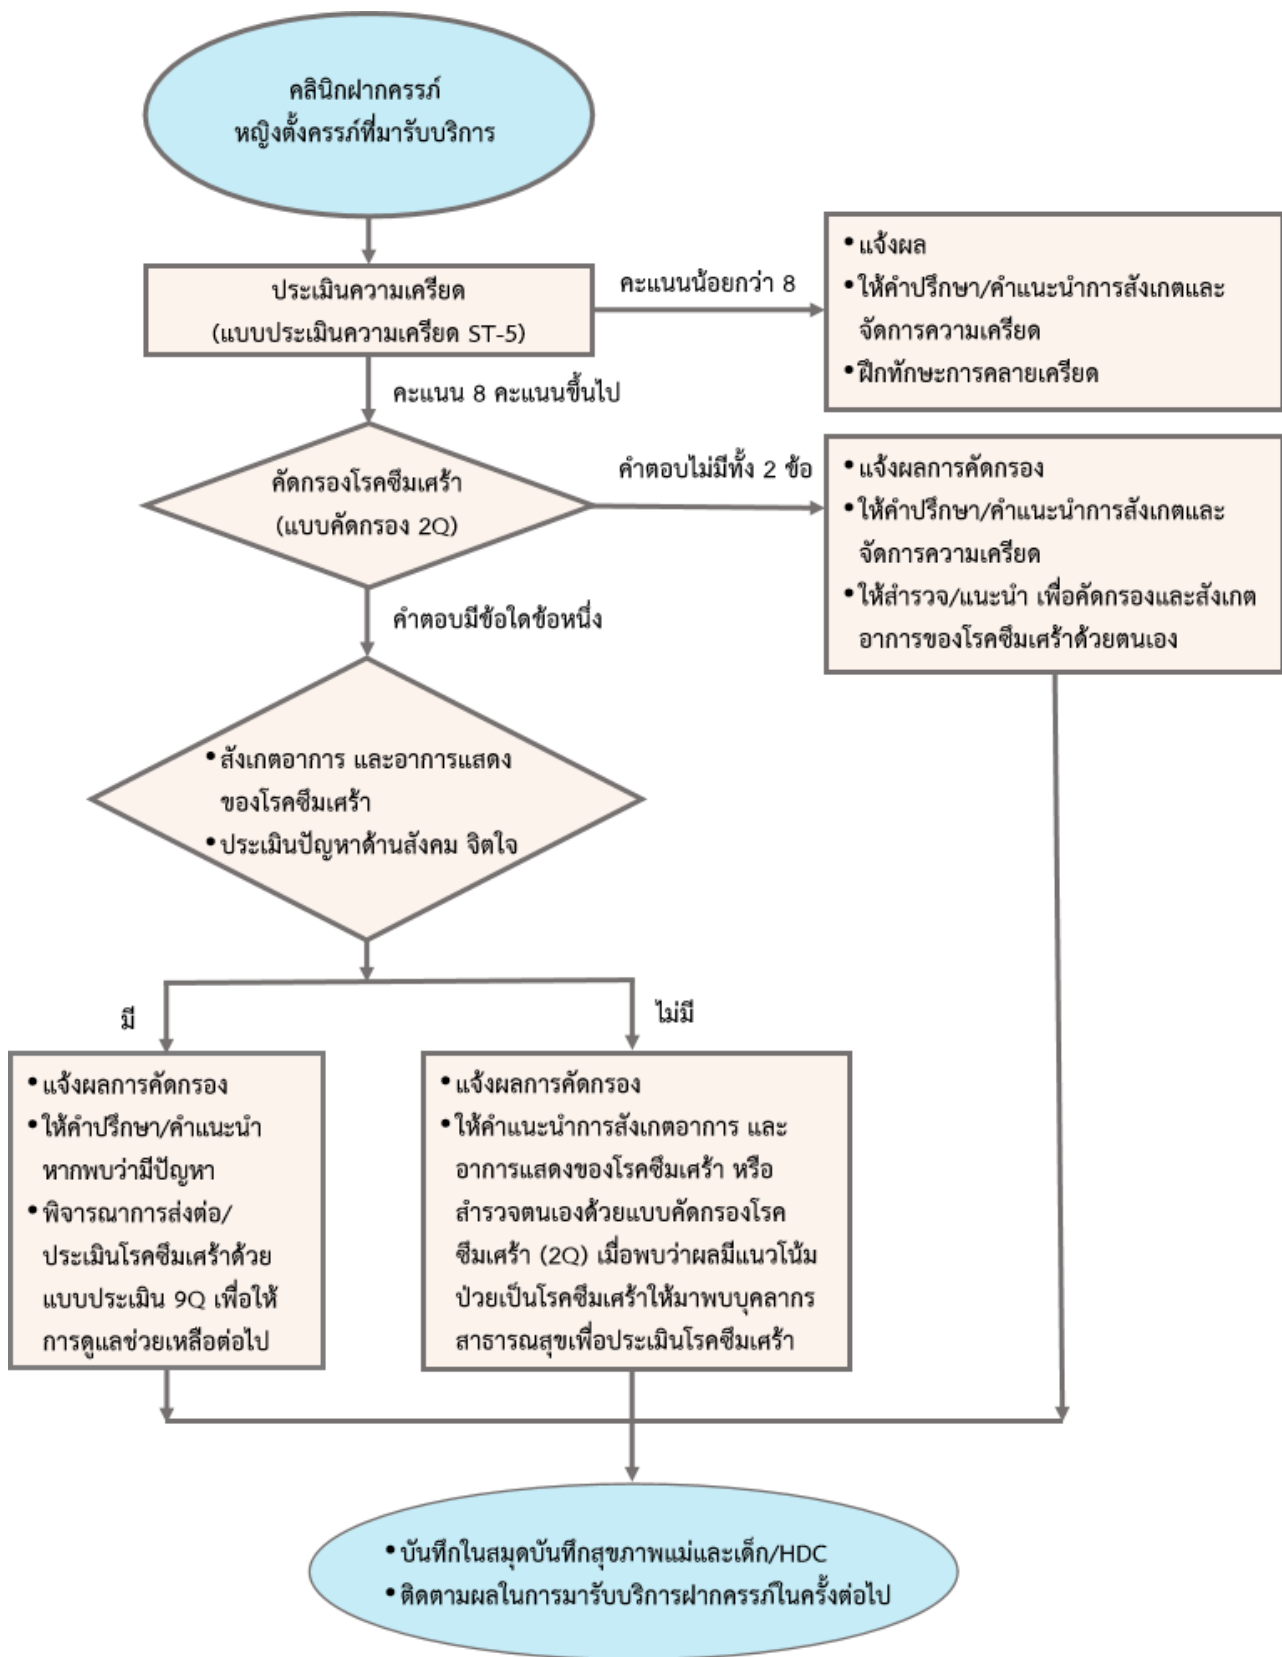 คลินิกฝากครรภ์
หญิงตั้งครรภ์ที่มารับบริการ
ประเมินความเครียด
(แบบประเมินความเครียด ST-5)
คะแนนน้อยกว่า 8
• แจ้งผล
• ให้คำปรึกษา/คำแนะนำการสังเกตและ
จัดการความเครียด
• ฝึกทักษะการคลายเครียด
คะแนน 8 คะแนนขึ้นไป
คัดกรองโรคซึมเศร้า
(แบบคัดกรอง 2Q)
คำตอบไม่มีทั้ง 2 ข้อ
• แจ้งผลการคัดกรอง
• ให้คำปรึกษา/คำแนะนำการสังเกตและ
จัดการความเครียด
• ให้สำรวจ/แนะนำ เพื่อคัดกรองและสังเกต
อาการของโรคซึมเศร้าด้วยตนเอง
คำตอบมีข้อใดข้อหนึ่ง
• สังเกตอาการ และอาการแสดง
ของโรคซึมเศร้า
• ประเมินปัญหาด้านสังคม จิตใจ
มี
ไม่มี
• แจ้งผลการคัดกรอง
• ให้คำปรึกษา/คำแนะนำ
หากพบว่ามีปัญหา
• พิจารณาการส่งต่อ/
ประเมินโรคซึมเศร้าด้วย
แบบประเมิน 9Q เพื่อให้
การดูแลช่วยเหลือต่อไป
• แจ้งผลการคัดกรอง
• ให้คำแนะนำการสังเกตอาการ และ
อาการแสดงของโรคซึมเศร้า หรือ
สำรวจตนเองด้วยแบบคัดกรองโรค
ซึมเศร้า (2Q) เมื่อพบว่าผลมีแนวโน้ม
ป่วยเป็นโรคซึมเศร้าให้มาพบบุคลากร
สาธารณสุขเพื่อประเมินโรคซึมเศร้า
• บันทึกในสมุดบันทึกสุขภาพแม่และเด็ก/HDC
• ติดตามผลในการมารับบริการฝากครรภ์ในครั้งต่อไป